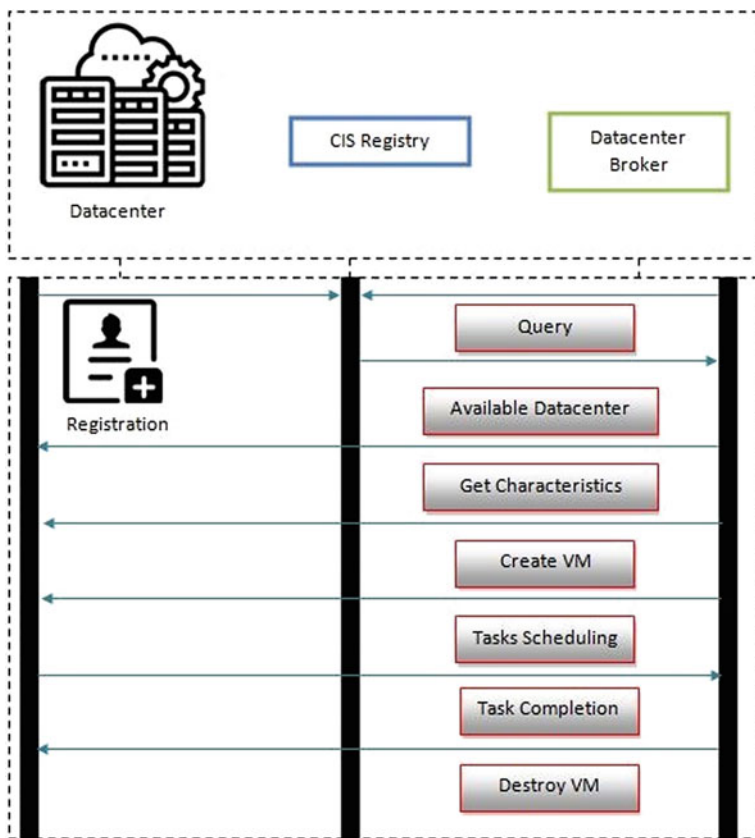 CIS Registry
Datacenter
Broker
Datacenter
Query
Available Datacenter
Registration
Get Characteristics
Create VM
Tasks Scheduling
Task Completion
Destroy VM